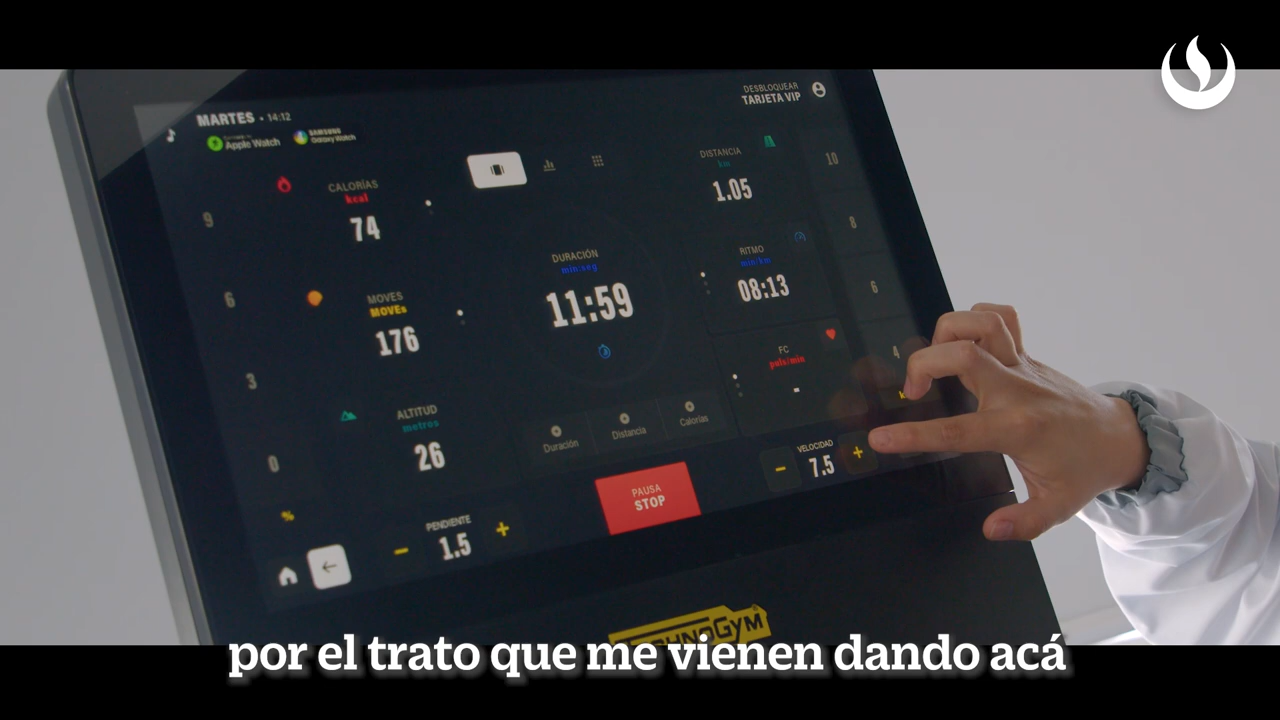 MARTES • 14:12
Apple Watch
SAMSUNG
Galaxy Watch
DESBLOQUEAR
TARJETA VIP
CALORÍAS
kcal
74
DISTANCIA
km
1.05
10
9
8
DURACIÓN
min:seg
11:59
RITMO
min/km
08:13
6
6
MOVES
MOVEs
176
FC
puls/min
-
4
3
ALTITUD
metros
26
Duración
Distancia
Calorías
0
%
PENDIENTE
- 1.5 +
PAUSA
STOP
VELOCIDAD
- 7.5 +
TECHNOGYM
por el trato que me vienen dando acá